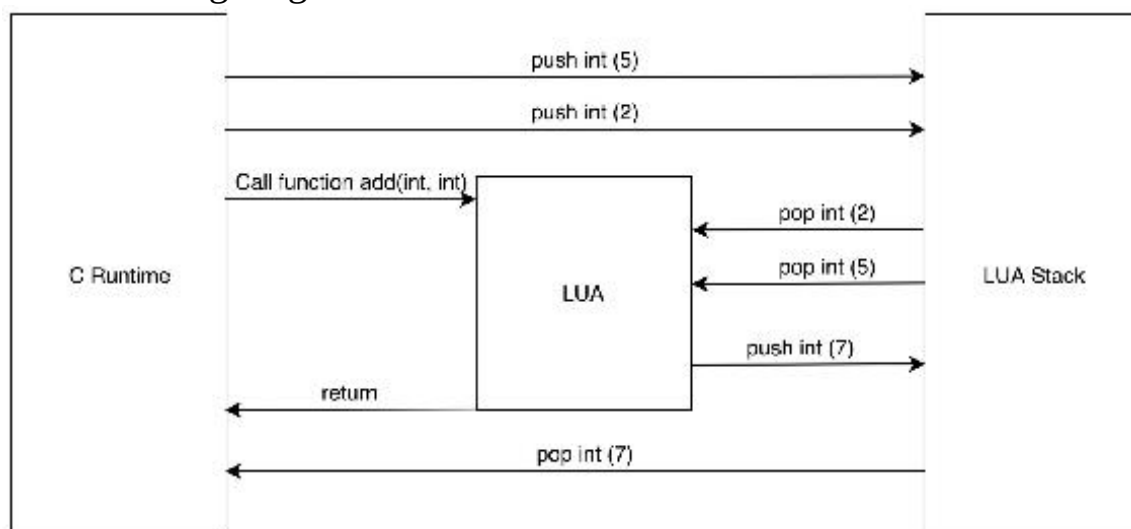 push int (5)
push int (2)
Call function add(int, int)
pop int (2)
C Runtime
pop int (5)
LUA Stack
LUA
push int (7)
return
pop int (7)